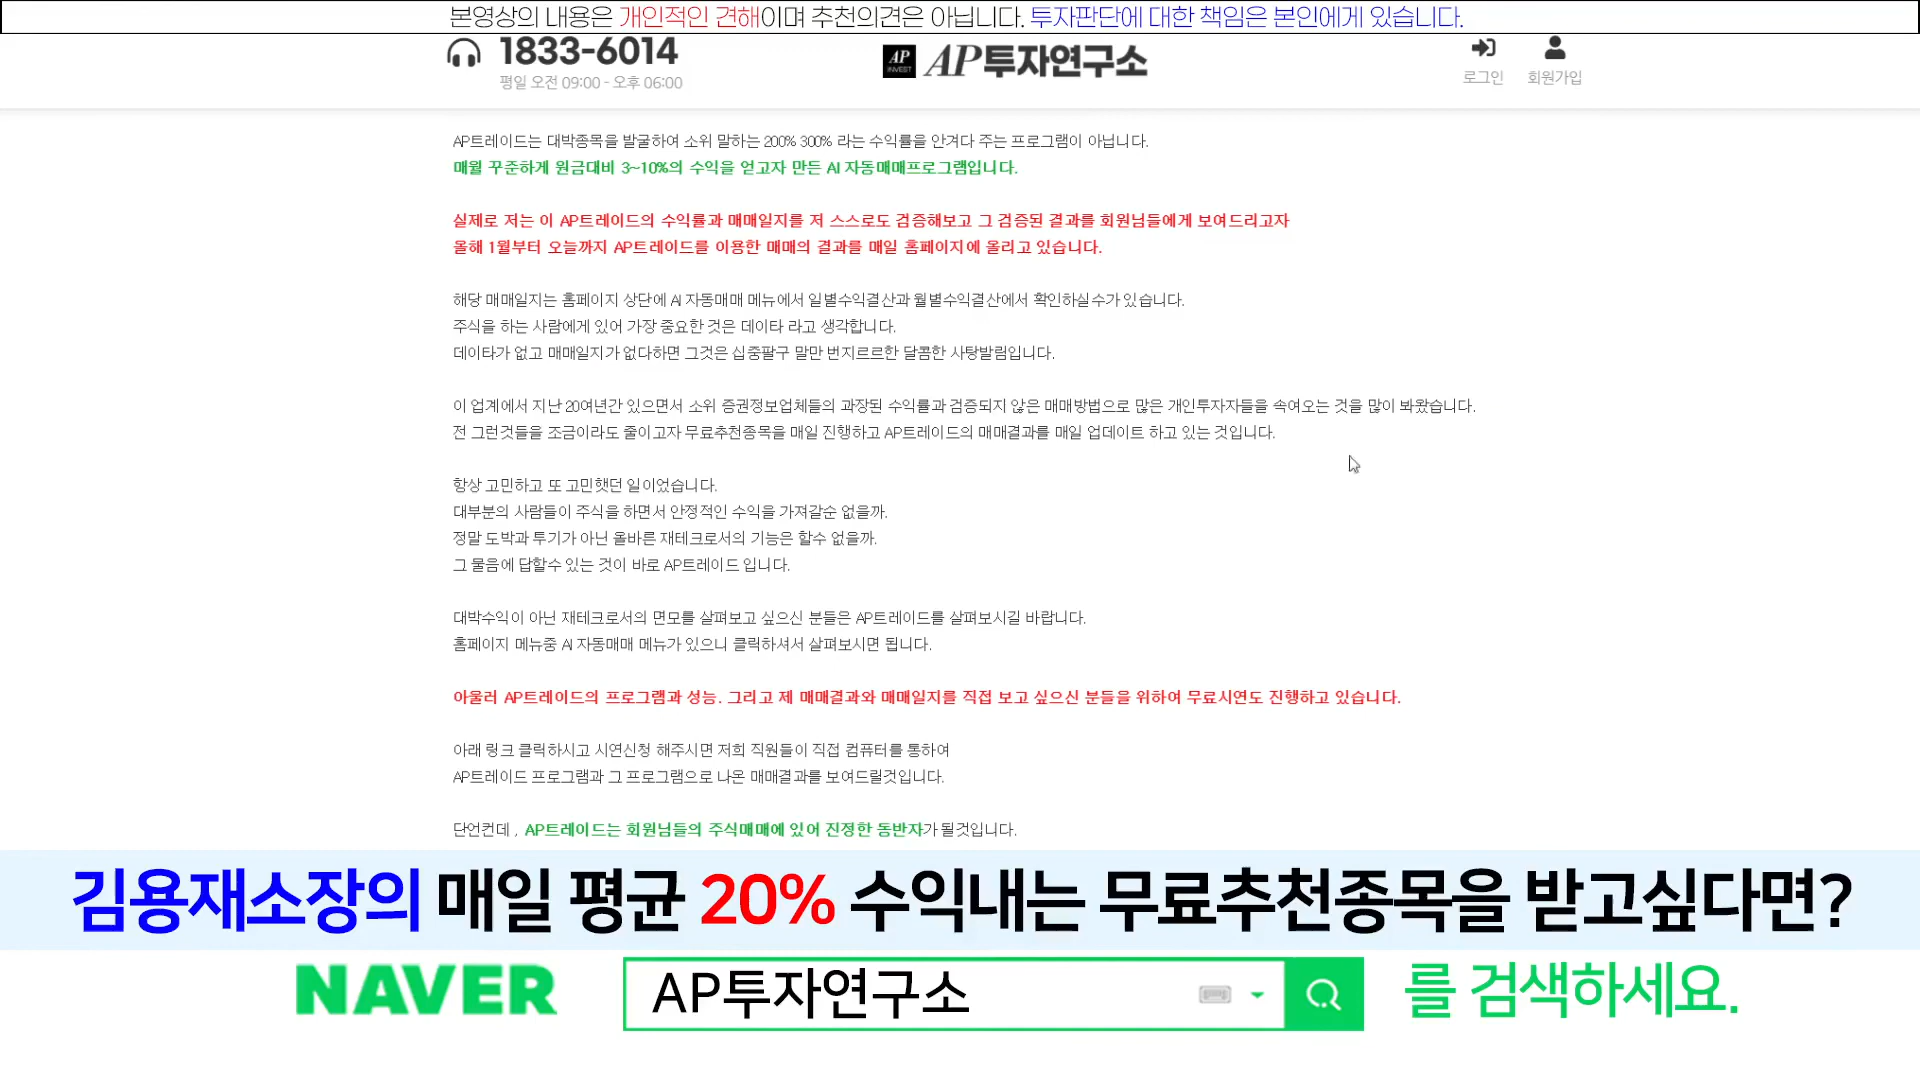 본영상의 내용은 개인적인 견해이며 추천의견은 아닙니다. 투자판단에 대한 책임은 본인에게 있습니다.
1833-6014
평일 오전 09:00 - 오후 06:00
AP INVEST AP투자연구소
로그인 회원가입
AP트레이드는 대박종목을 발굴하여 소위 말하는 200% 300% 라는 수익률을 안겨다 주는 프로그램이 아닙니다.
매월 꾸준하게 원금대비 3~10%의 수익을 얻고자 만든 AI 자동매매프로그램입니다.
실제로 저는 이 AP트레이드의 수익률과 매매일지를 저 스스로도 검증해보고 그 검증된 결과를 회원님들에게 보여드리고자
올해 1월부터 오늘까지 AP트레이드를 이용한 매매의 결과를 매일 홈페이지에 올리고 있습니다.
해당 매매일지는 홈페이지 상단에 AI 자동매매 메뉴에서 일별수익결산과 월별수익결산에서 확인하실수가 있습니다.
주식을 하는 사람에게 있어 가장 중요한 것은 데이타 라고 생각합니다.
데이타가 없고 매매일지가 없다하면 그것은 십중팔구 말만 번지르르한 달콤한 사탕발림입니다.
이 업계에서 지난 20여년간 있으면서 소위 증권정보업체들의 과장된 수익률과 검증되지 않은 매매방법으로 많은 개인투자자들을 속여오는 것을 많이 봐왔습니다.
전 그런것들을 조금이라도 줄이고자 무료추천종목을 매일 진행하고 AP트레이드의 매매결과를 매일 업데이트 하고 있는 것입니다.
항상 고민하고 또 고민했던 일이었습니다.
대부분의 사람들이 주식을 하면서 안정적인 수익을 가져갈순 없을까.
정말 도박과 투기가 아닌 올바른 재테크로서의 기능은 할수 없을까.
그 물음에 답할수 있는 것이 바로 AP트레이드 입니다.
대박수익이 아닌 재테크로서의 면모를 살펴보고 싶으신 분들은 AP트레이드를 살펴보시길 바랍니다.
홈페이지 메뉴중 AI 자동매매 메뉴가 있으니 클릭하셔서 살펴보시면 됩니다.
아울러 AP트레이드의 프로그램과 성능. 그리고 제 매매결과와 매매일지를 직접 보고 싶으신 분들을 위하여 무료시연도 진행하고 있습니다.
아래 링크 클릭하시고 시연신청 해주시면 저희 직원들이 직접 컴퓨터를 통하여
AP트레이드 프로그램과 그 프로그램으로 나온 매매결과를 보여드릴것입니다.
단언컨데 , AP트레이드는 회원님들의 주식매매에 있어 진정한 동반자가 될것입니다.
김용재소장의 매일 평균 20% 수익내는 무료추천종목을 받고싶다면?
NAVER AP투자연구소 를 검색하세요.